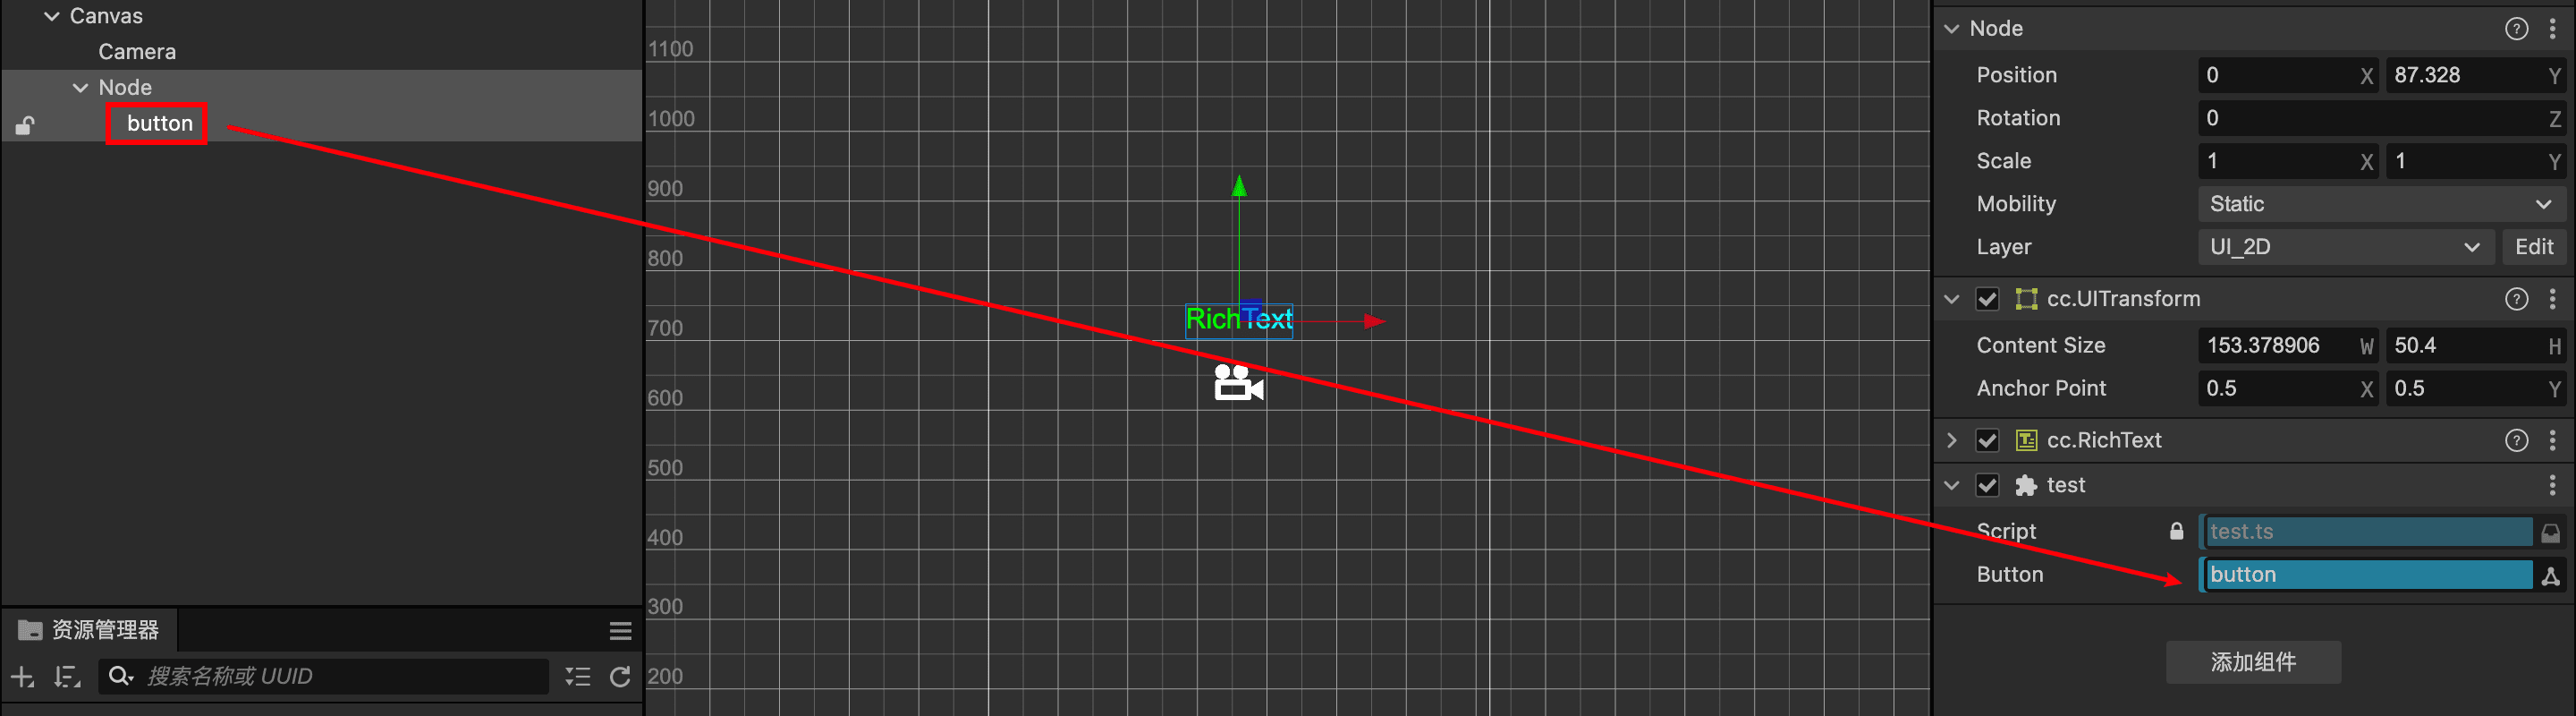 Canvas
Camera
Node
button
资源管理器
搜索名称或 UUID
1100
1000
900
800
700
600
500
400
300
200
RichText
Node
Position 0 X 87.328 Y
Rotation 0 Z
Scale 1 X 1 Y
Mobility Static
Layer UI_2D Edit
cc.UITransform
Content Size 153.378906 W 50.4 H
Anchor Point 0.5 X 0.5 Y
cc.RichText
test
Script test.ts
Button button
添加组件